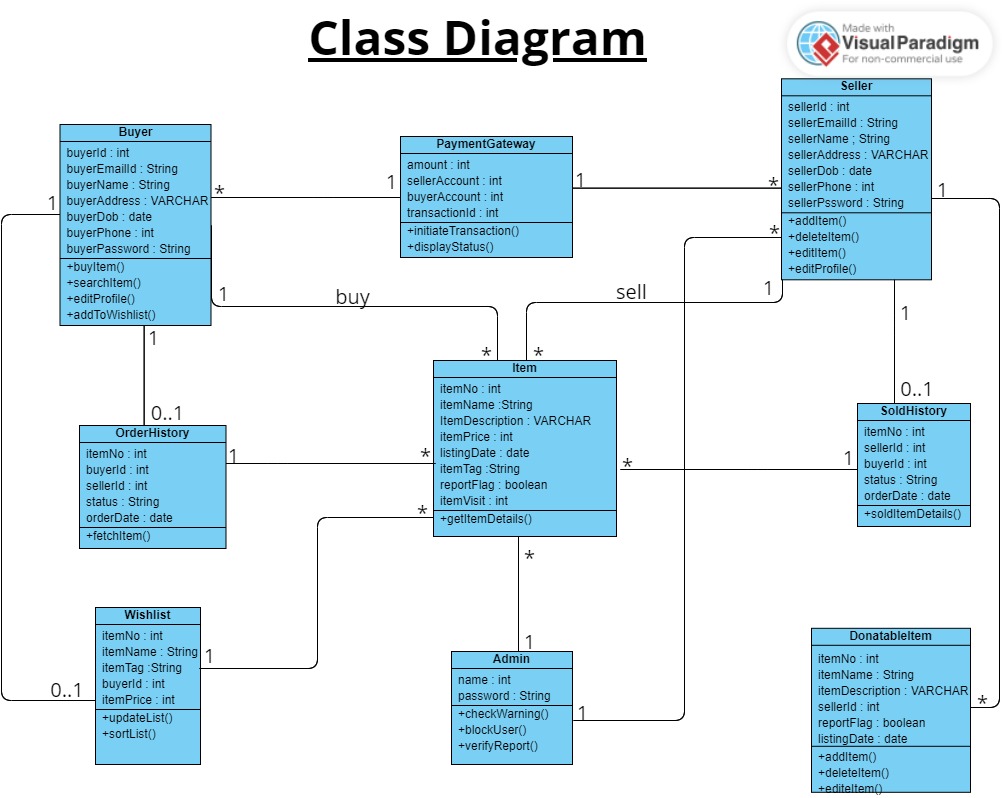 Class Diagram
Made with
VisualParadigm
For non-commercial use
Seller
sellerId : int
sellerEmailId : String
sellerName ; String
sellerAddress : VARCHAR
sellerDob : date
sellerPhone : int
sellerPssword : String
+addItem()
+deleteItem()
+editItem()
+editProfile()
Buyer
buyerId : int
buyerEmailId : String
buyerName : String
buyerAddress : VARCHAR
buyerDob : date
buyerPhone : int
buyerPassword : String
+buyItem()
+searchItem()
+editProfile()
+addToWishlist()
PaymentGateway
amount : int
sellerAccount : int
buyerAccount : int
transactionId : int
+initiateTransaction()
+displayStatus()
1
*
1
1
*
1
*
1
buy
sell
1
1
1
*
*
0..1
0..1
Item
itemNo : int
itemName :String
ItemDescription : VARCHAR
itemPrice : int
listingDate : date
itemTag :String
reportFlag : boolean
itemVisit : int
+getItemDetails()
OrderHistory
itemNo : int
buyerId : int
sellerId : int
status : String
orderDate : date
+fetchItem()
SoldHistory
itemNo : int
sellerId : int
buyerId : int
status : String
orderDate : date
+soldItemDetails()
1
*
*
1
*
*
Wishlist
itemNo : int
itemName : String
itemTag :String
buyerId : int
itemPrice : int
+updateList()
+sortList()
0..1
1
1
Admin
name : int
password : String
+checkWarning()
+blockUser()
+verifyReport()
1
DonatableItem
itemNo : int
itemName : String
itemDescription : VARCHAR
sellerId : int
reportFlag : boolean
listingDate : date
+addItem()
+deleteItem()
+editeItem()
*